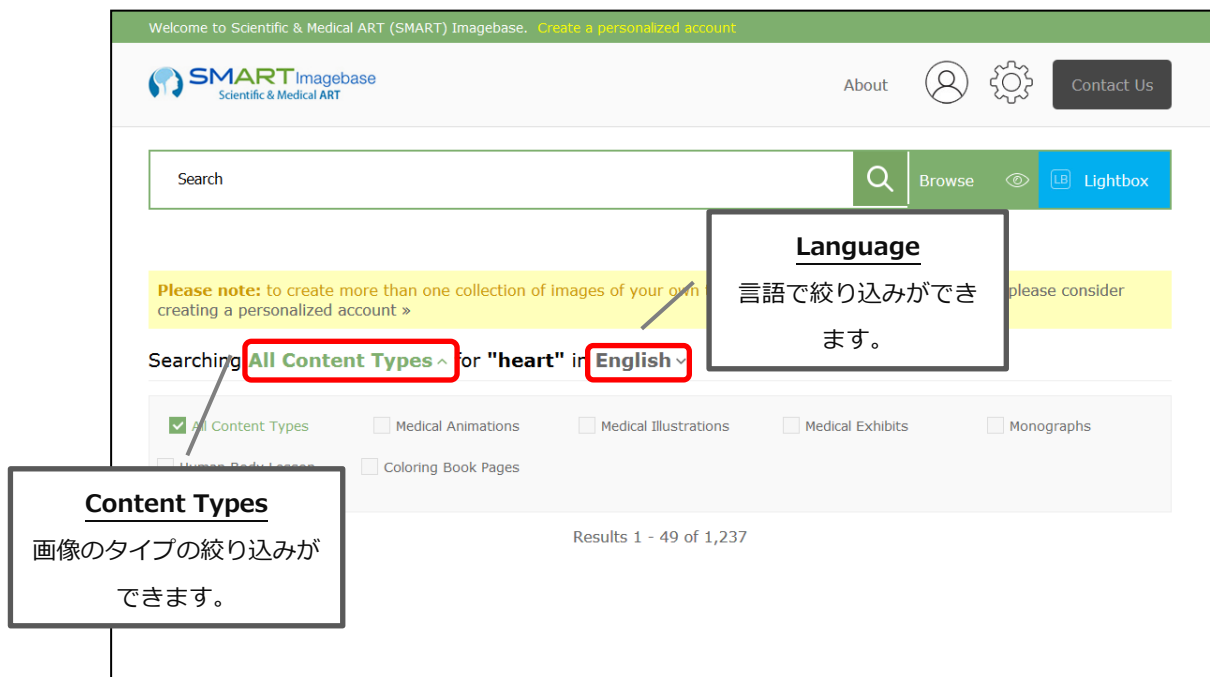 Welcome to Scientific & Medical ART (SMART) Imagebase. Create a personalized account
SMART Imagebase
Scientific & Medical ART
About
Contact Us
Search
Browse
LB Lightbox
Language
言語で絞り込みができ
ます。
Please note: to create more than one collection of images of your own
please consider
creating a personalized account »
Searching All Content Types for "heart" in English
All Content Types
Medical Animations
Medical Illustrations
Medical Exhibits
Monographs
Human Body Lesson
Coloring Book Pages
Content Types
画像のタイプの絞り込みが
できます。
Results 1 - 49 of 1,237